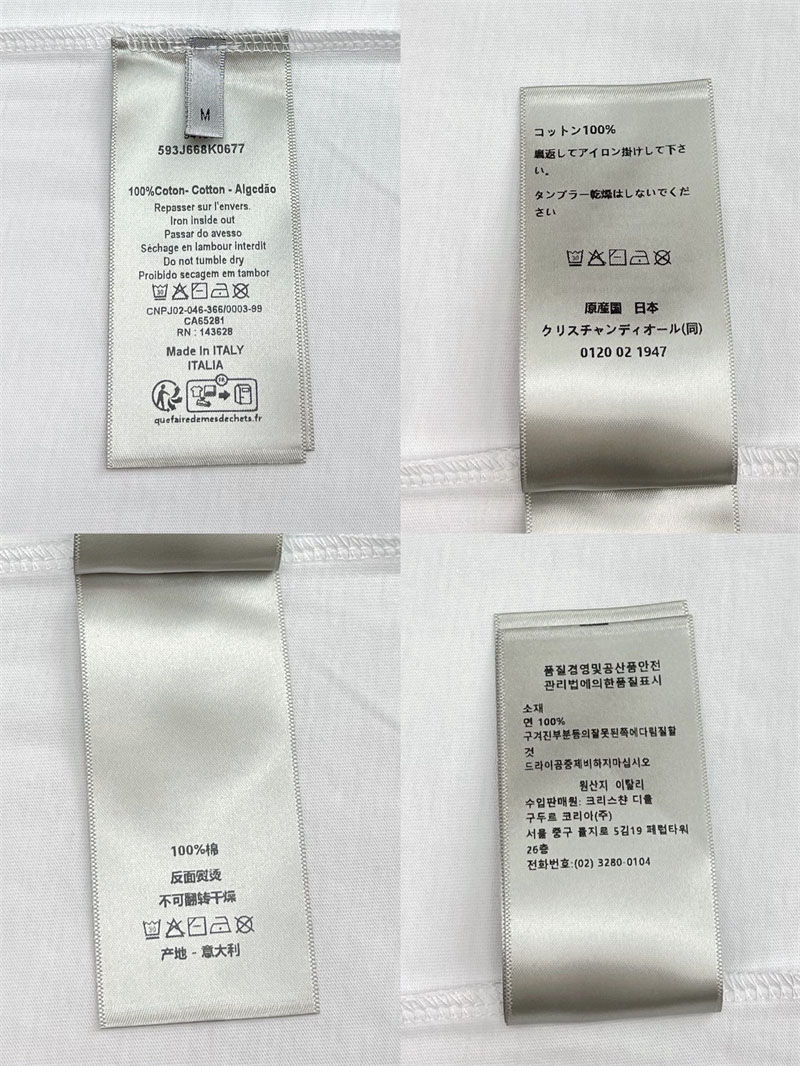 M
593J668K0677
100%Coton- Cotton - Algedão
Repasser sur l'envers.
Iron inside out
Passar do avesso
Séchage en lambour interdit
Do not tumble dry
Proibido secagem em tambor
30
CNPJ02-046-366/0003-99
CA65281
RN : 143628
Made In ITALY
ITALIA
FR
quefairedemesdechets.fr
コットン100%
裏返してアイロン掛けして下さ
い。
タンブラー乾燥はしないでくだ
さい
30
原産国 日本
クリスチャンディオール(同)
0120 02 1947
100%棉
反面熨烫
不可翻转干燥
30
产地 - 意大利
품질경영및공산품안전
관리법에의한품질표시
소재
면 100%
구겨진부분등의잘못된쪽에다림질할
것
드라이공중제비하지마십시오
원산지 이탈리
수입판매원: 크리스챤 디올
구두르 코리아(주)
서울 중구 을지로 5길19 페럼타워
26층
전화번호:(02) 3280-0104